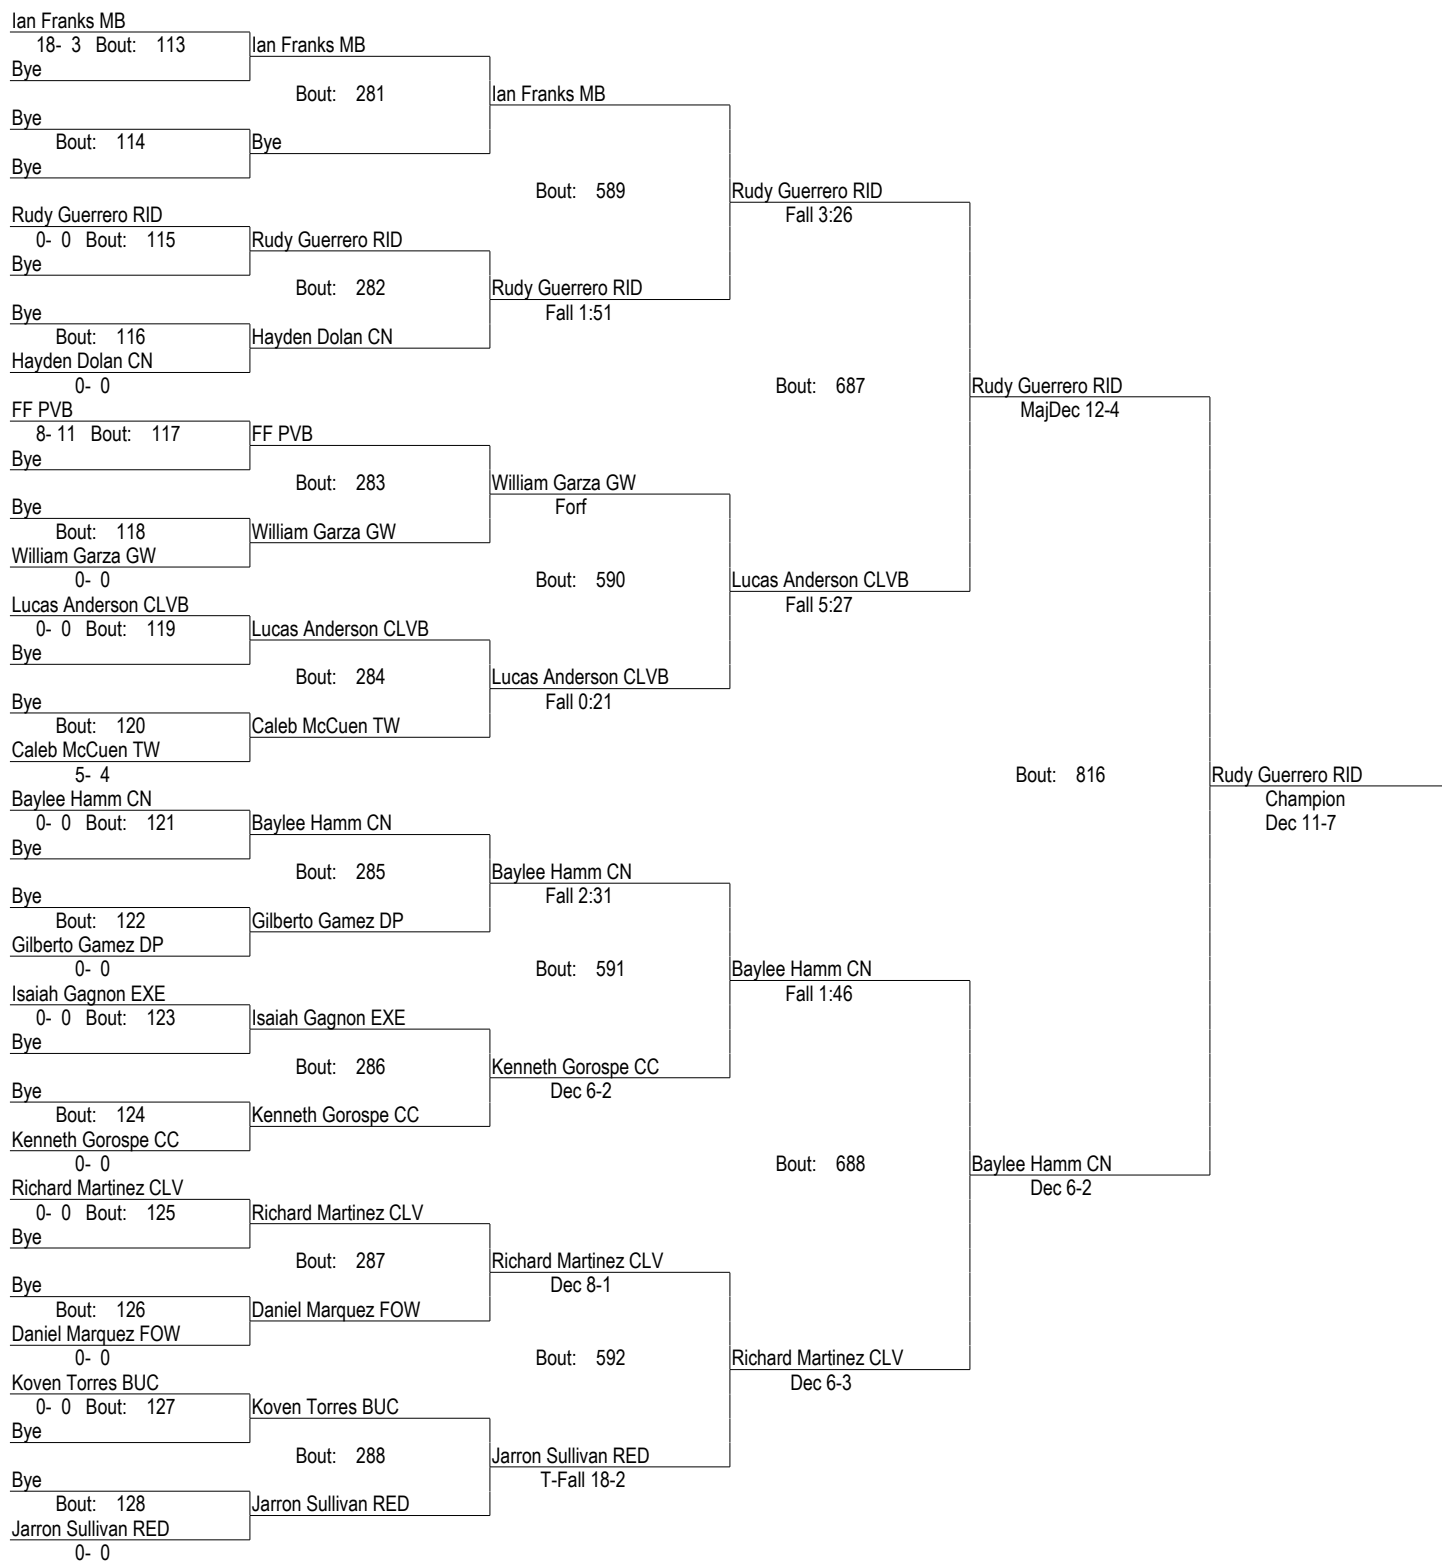 Ian Franks MB
18- 3 Bout: 113
Ian Franks MB
Bye
Bout: 281
Ian Franks MB
Bye
Bout: 114
Bye
Bye
Bout: 589
Rudy Guerrero RID
Fall 3:26
Rudy Guerrero RID
0- 0 Bout: 115
Rudy Guerrero RID
Bye
Bout: 282
Rudy Guerrero RID
Fall 1:51
Bye
Bout: 116
Hayden Dolan CN
Hayden Dolan CN
0- 0
Bout: 687
Rudy Guerrero RID
MajDec 12-4
FF PVB
8- 11 Bout: 117
FF PVB
Bye
Bout: 283
William Garza GW
Forf
Bye
Bout: 118
William Garza GW
William Garza GW
0- 0
Bout: 590
Lucas Anderson CLVB
Fall 5:27
Lucas Anderson CLVB
0- 0 Bout: 119
Lucas Anderson CLVB
Bye
Bout: 284
Lucas Anderson CLVB
Fall 0:21
Bye
Bout: 120
Caleb McCuen TW
Caleb McCuen TW
5- 4
Bout: 816
Rudy Guerrero RID
Champion
Dec 11-7
Baylee Hamm CN
0- 0 Bout: 121
Baylee Hamm CN
Bye
Bout: 285
Baylee Hamm CN
Fall 2:31
Bye
Bout: 122
Gilberto Gamez DP
Gilberto Gamez DP
0- 0
Bout: 591
Baylee Hamm CN
Fall 1:46
Isaiah Gagnon EXE
0- 0 Bout: 123
Isaiah Gagnon EXE
Bye
Bout: 286
Kenneth Gorospe CC
Dec 6-2
Bye
Bout: 124
Kenneth Gorospe CC
Kenneth Gorospe CC
0- 0
Bout: 688
Baylee Hamm CN
Dec 6-2
Richard Martinez CLV
0- 0 Bout: 125
Richard Martinez CLV
Bye
Bout: 287
Richard Martinez CLV
Dec 8-1
Bye
Bout: 126
Daniel Marquez FOW
Daniel Marquez FOW
0- 0
Bout: 592
Richard Martinez CLV
Dec 6-3
Koven Torres BUC
0- 0 Bout: 127
Koven Torres BUC
Bye
Bout: 288
Jarron Sullivan RED
T-Fall 18-2
Bye
Bout: 128
Jarron Sullivan RED
Jarron Sullivan RED
0- 0